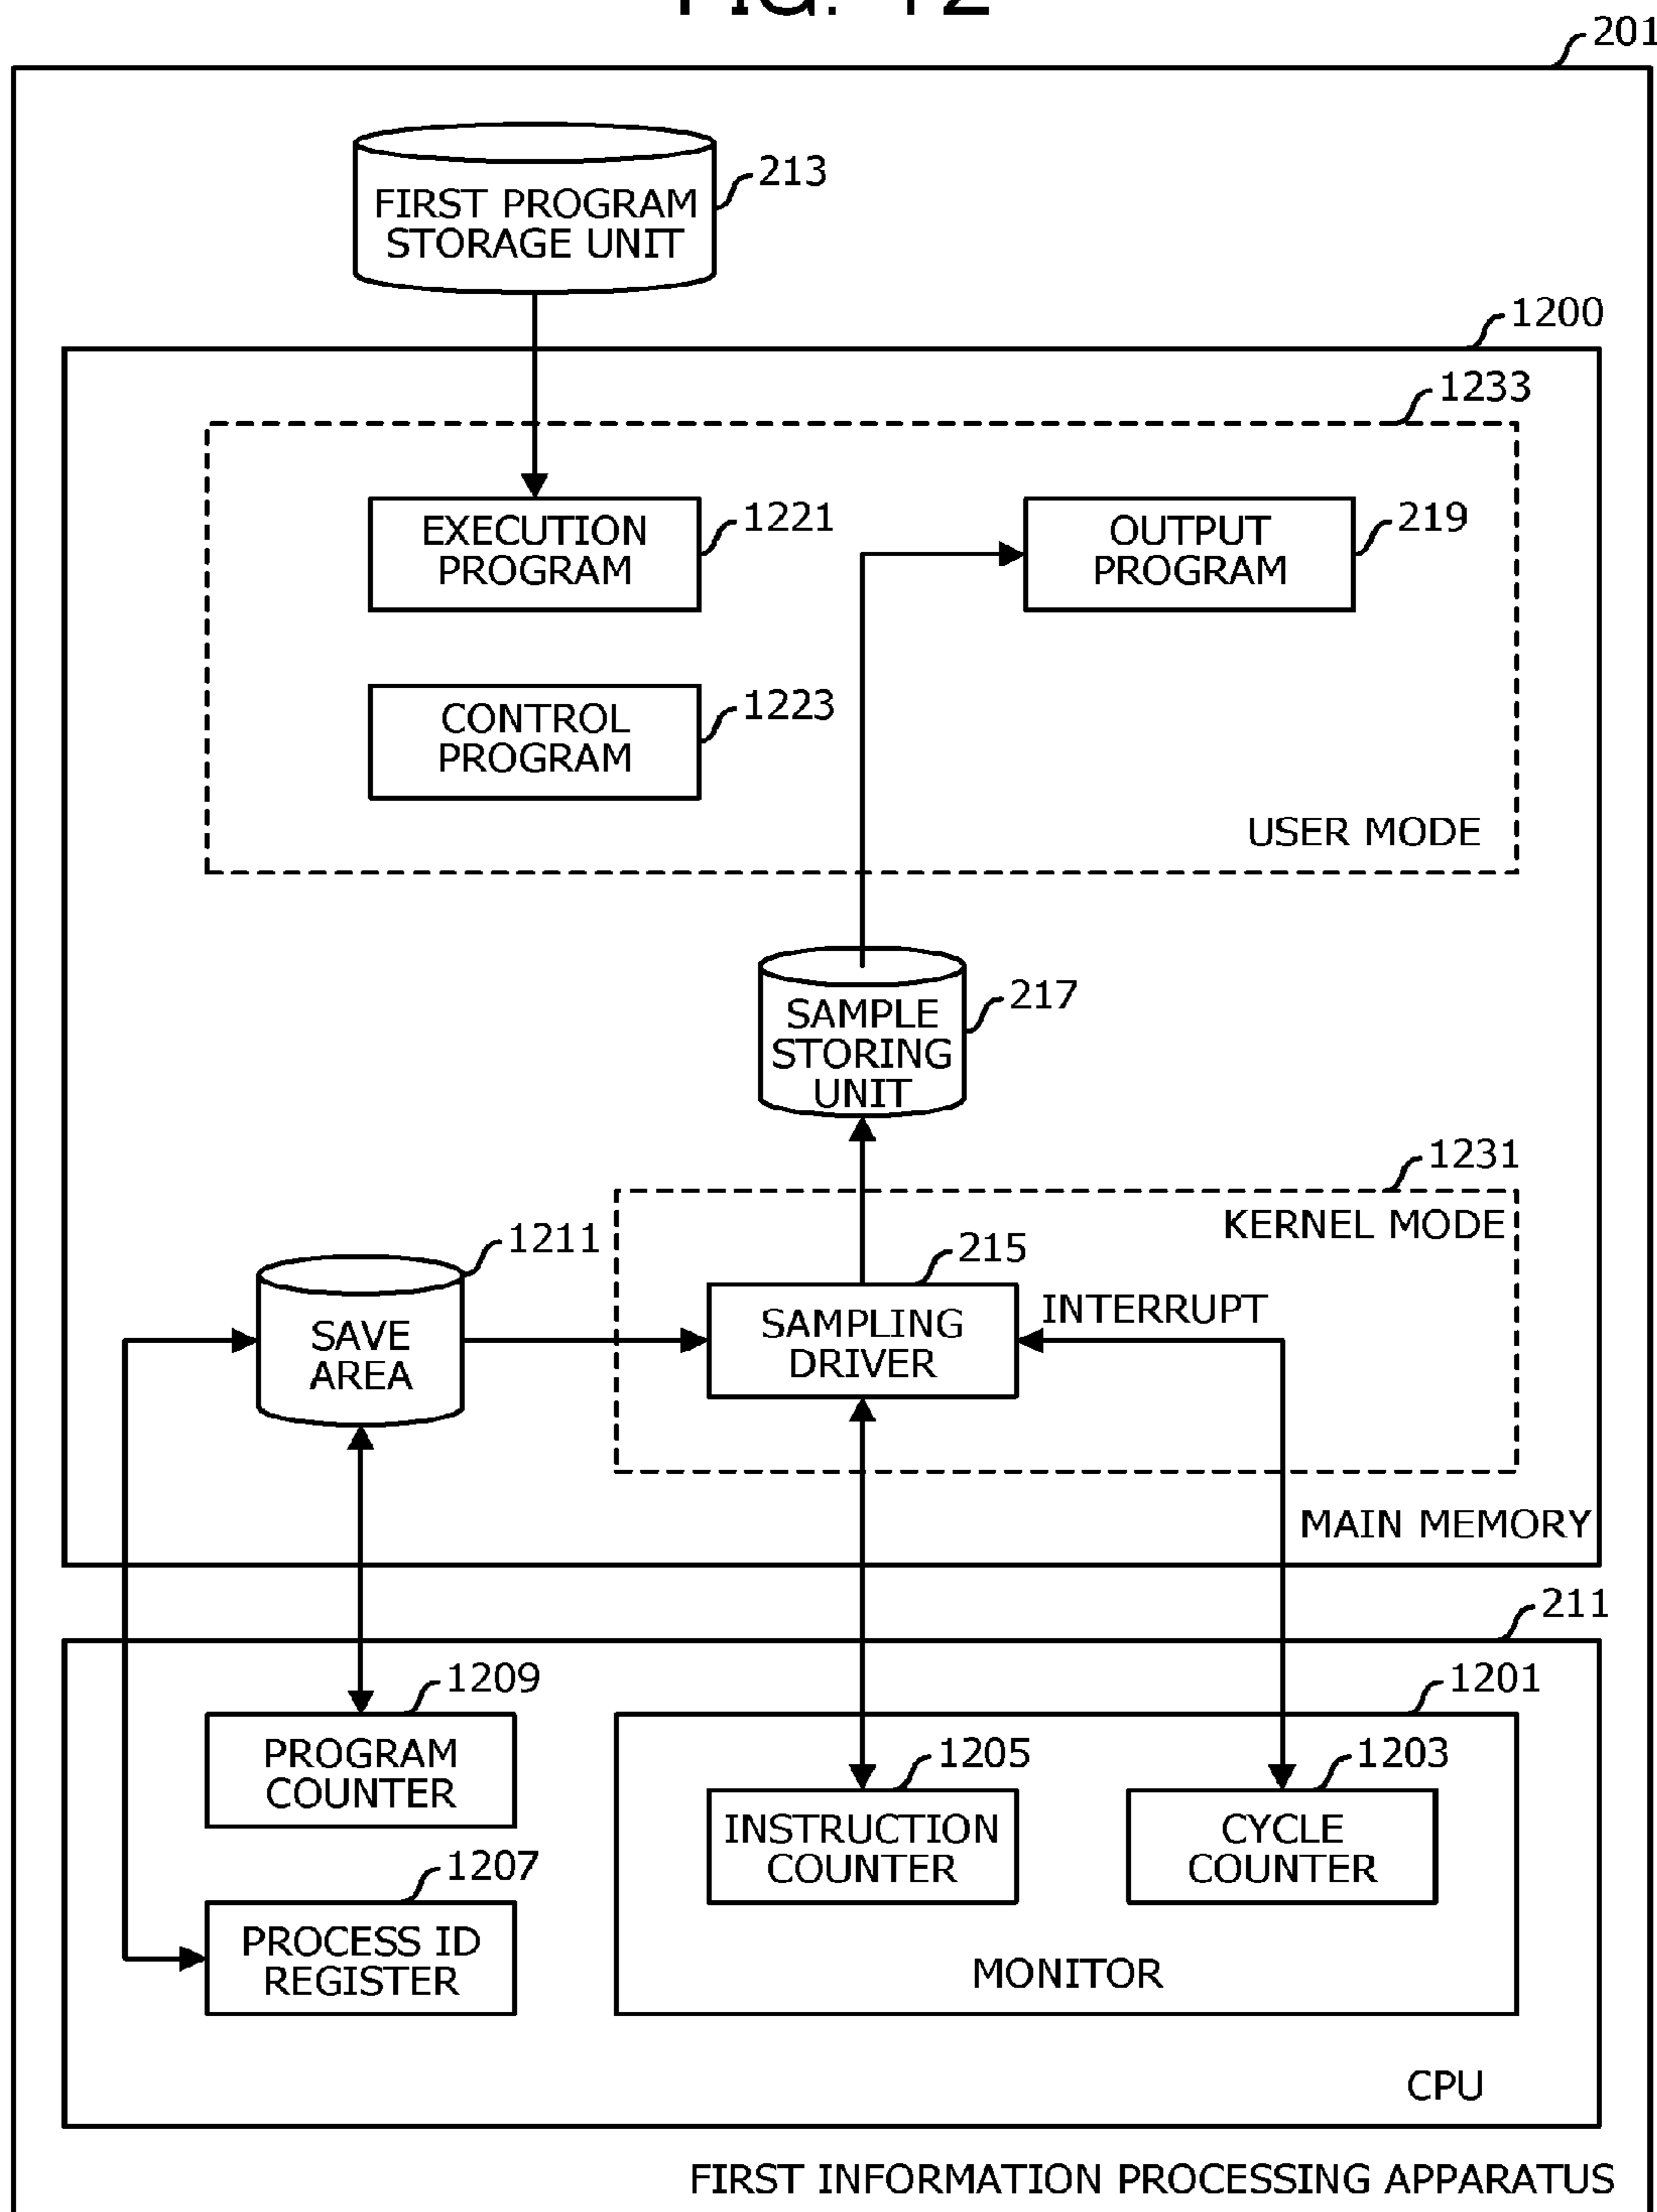 FIG. 12
201
213
FIRST PROGRAM
STORAGE UNIT
1200
1233
EXECUTION
PROGRAM
1221
OUTPUT
PROGRAM
219
CONTROL
PROGRAM
1223
USER MODE
SAMPLE
STORING
UNIT
217
1231
KERNEL MODE
1211
SAVE
AREA
215
SAMPLING
DRIVER
INTERRUPT
MAIN MEMORY
211
1209
PROGRAM
COUNTER
1201
1205
INSTRUCTION
COUNTER
1203
CYCLE
COUNTER
1207
PROCESS ID
REGISTER
MONITOR
CPU
FIRST INFORMATION PROCESSING APPARATUS